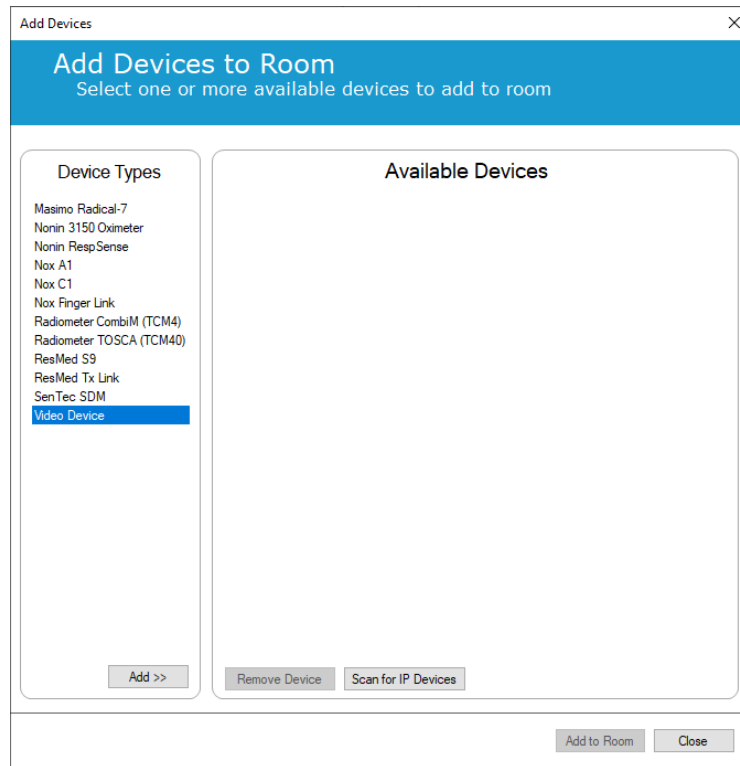 Add Devices
Add Devices to Room
Select one or more available devices to add to room
Device Types
Masimo Radical-7
Nonin 3150 Oximeter
Nonin RespSense
Nox A1
Nox C1
Nox Finger Link
Radiometer CombiM (TCM4)
Radiometer TOSCA (TCM40)
ResMed S9
ResMed Tx Link
SenTec SDM
Video Device
Add >>
Available Devices
Remove Device
Scan for IP Devices
Add to Room
Close